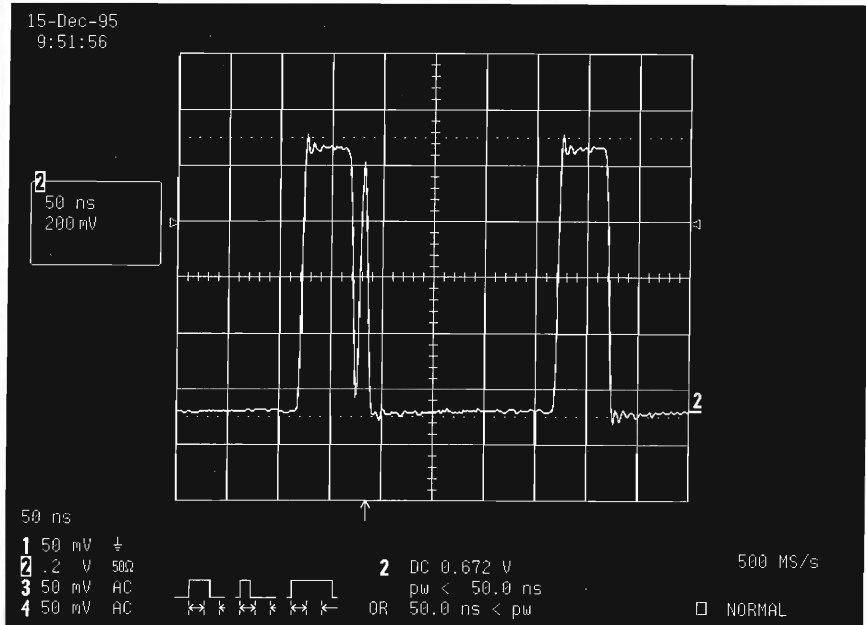 15-Dec-95
9:51:56
2
50 ns
200 mV
2
50 ns
1 50 mV
2 .2 V 50Ω
3 50 mV AC
4 50 mV AC
2 DC 0.672 V
pw < 50.0 ns
OR 50.0 ns < pw
500 MS/s
□ NORMAL